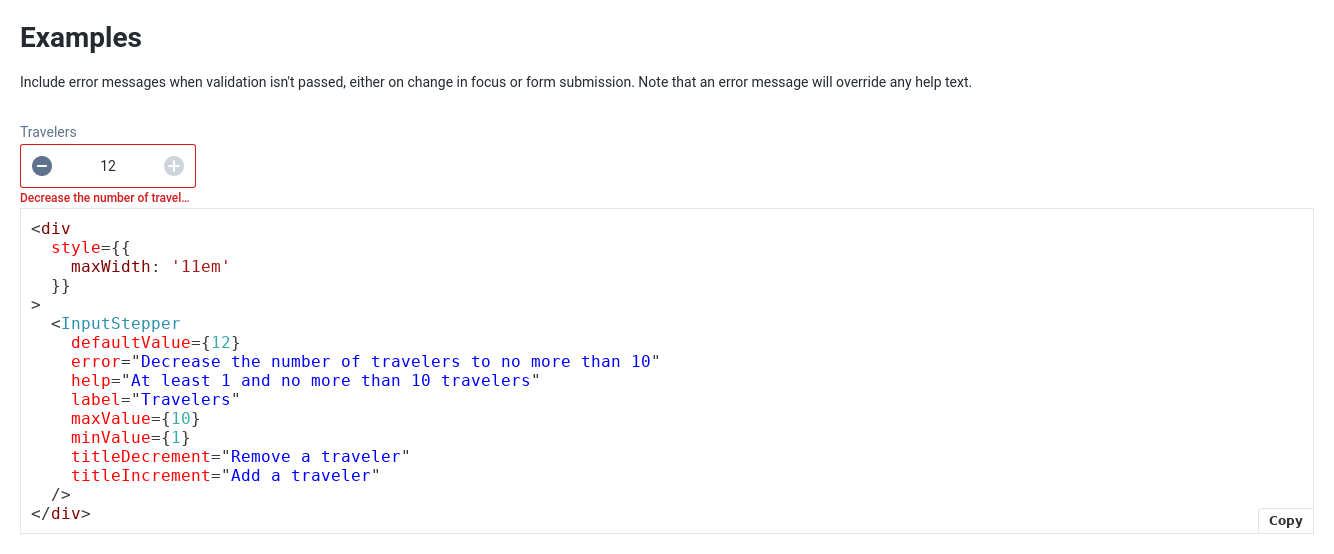 Examples
Include error messages when validation isn't passed, either on change in focus or form submission. Note that an error message will override any help text.
Travelers
12
Decrease the number of travel…
<div
  style={{
    maxWidth: '11em'
  }}
>
  <InputStepper
    defaultValue={12}
    error="Decrease the number of travelers to no more than 10"
    help="At least 1 and no more than 10 travelers"
    label="Travelers"
    maxValue={10}
    minValue={1}
    titleDecrement="Remove a traveler"
    titleIncrement="Add a traveler"
  />
</div>
Copy